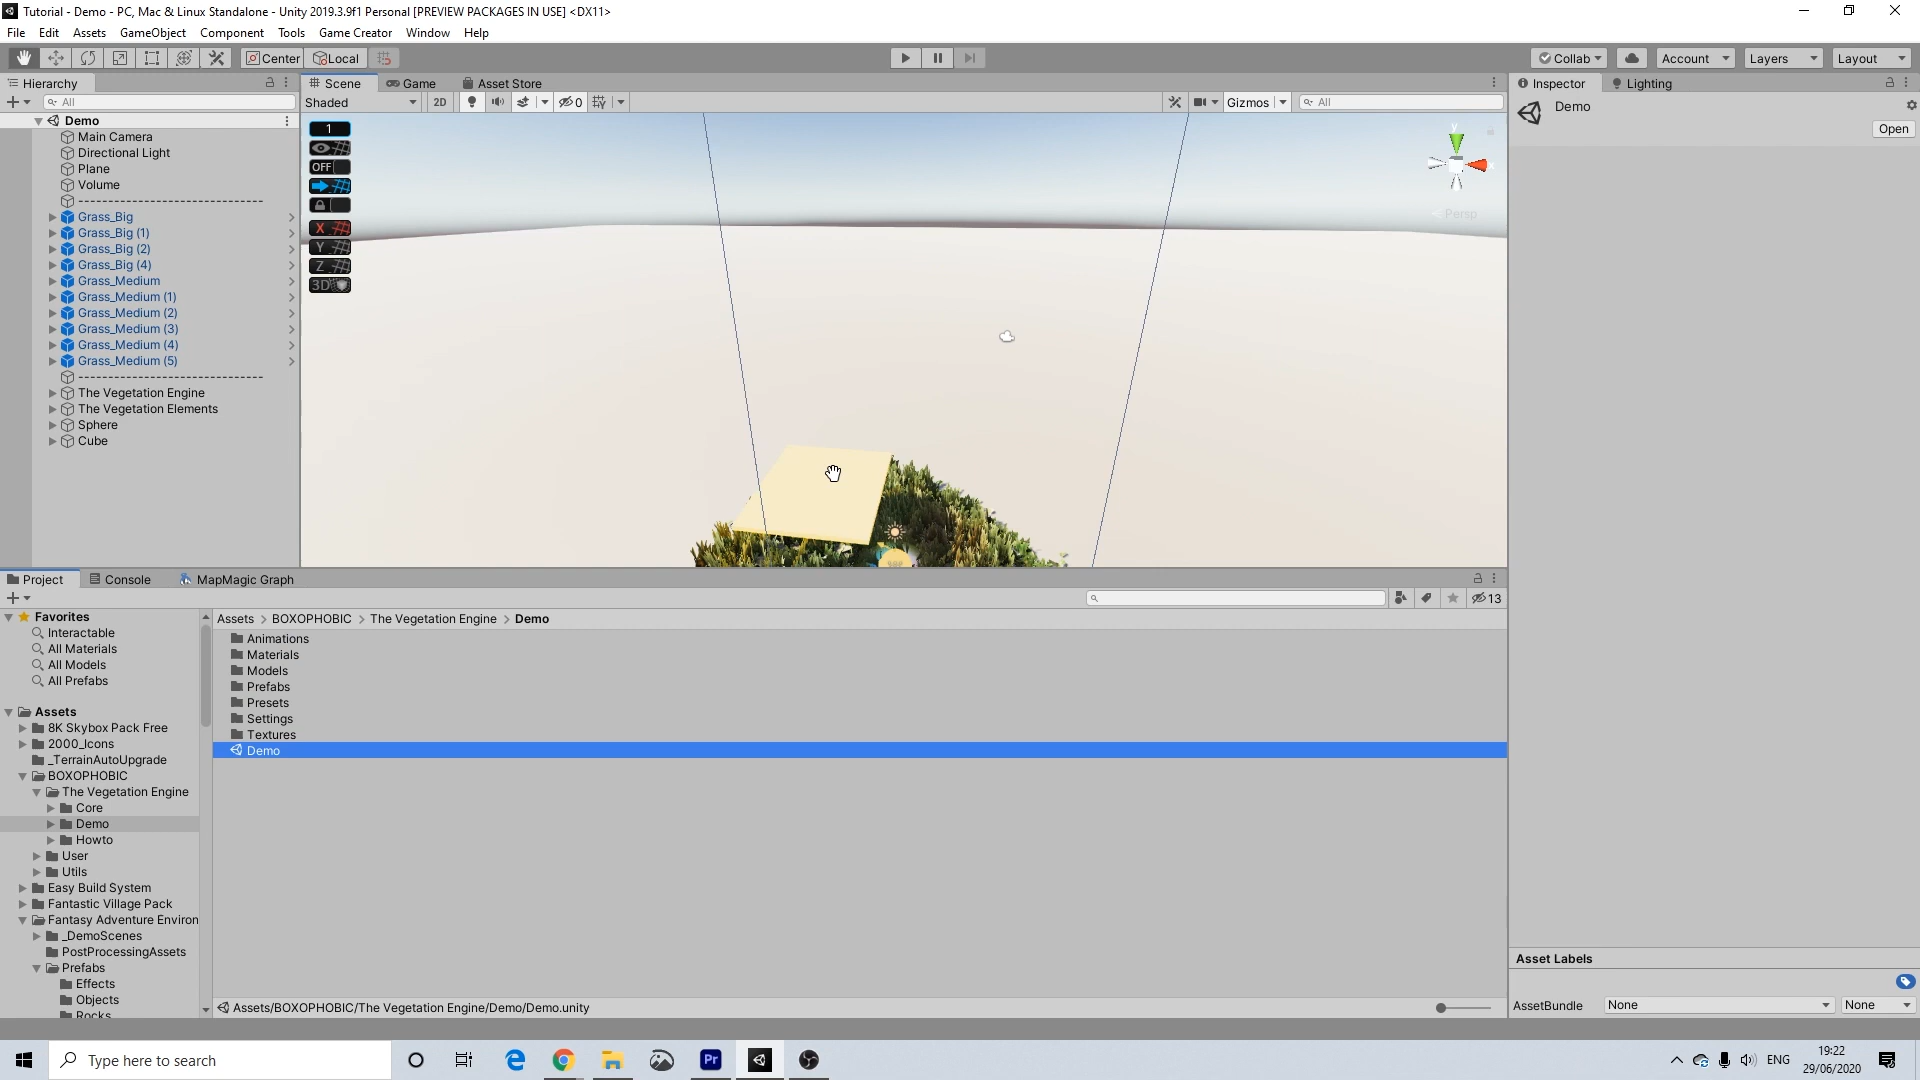 Tutorial - Demo - PC, Mac & Linux Standalone - Unity 2019.3.9f1 Personal [PREVIEW PACKAGES IN USE] <DX11>
File Edit Assets GameObject Component Tools Game Creator Window Help
Center Local Collab Account Layers Layout
Hierarchy
Scene Game Asset Store
Inspector Lighting
All
Shaded 2D 0 Gizmos All
Demo
Open
Demo
Main Camera
Directional Light
Plane
Volume
--------------------------------
Grass_Big
Grass_Big (1)
Grass_Big (2)
Grass_Big (4)
Grass_Medium
Grass_Medium (1)
Grass_Medium (2)
Grass_Medium (3)
Grass_Medium (4)
Grass_Medium (5)
--------------------------------
The Vegetation Engine
The Vegetation Elements
Sphere
Cube
1
OFF
X
Y
Z
3D
y
Persp
Project Console MapMagic Graph
13
Favorites
Interactable
All Materials
All Models
All Prefabs
Assets
8K Skybox Pack Free
2000_Icons
_TerrainAutoUpgrade
BOXOPHOBIC
The Vegetation Engine
Core
Demo
Howto
User
Utils
Easy Build System
Fantastic Village Pack
Fantasy Adventure Environ
_DemoScenes
PostProcessingAssets
Prefabs
Effects
Objects
Rocks
Assets > BOXOPHOBIC > The Vegetation Engine > Demo
Animations
Materials
Models
Prefabs
Presets
Settings
Textures
Demo
Assets/BOXOPHOBIC/The Vegetation Engine/Demo/Demo.unity
Asset Labels
AssetBundle None None
Type here to search
Pr
ENG
19:22
29/06/2020